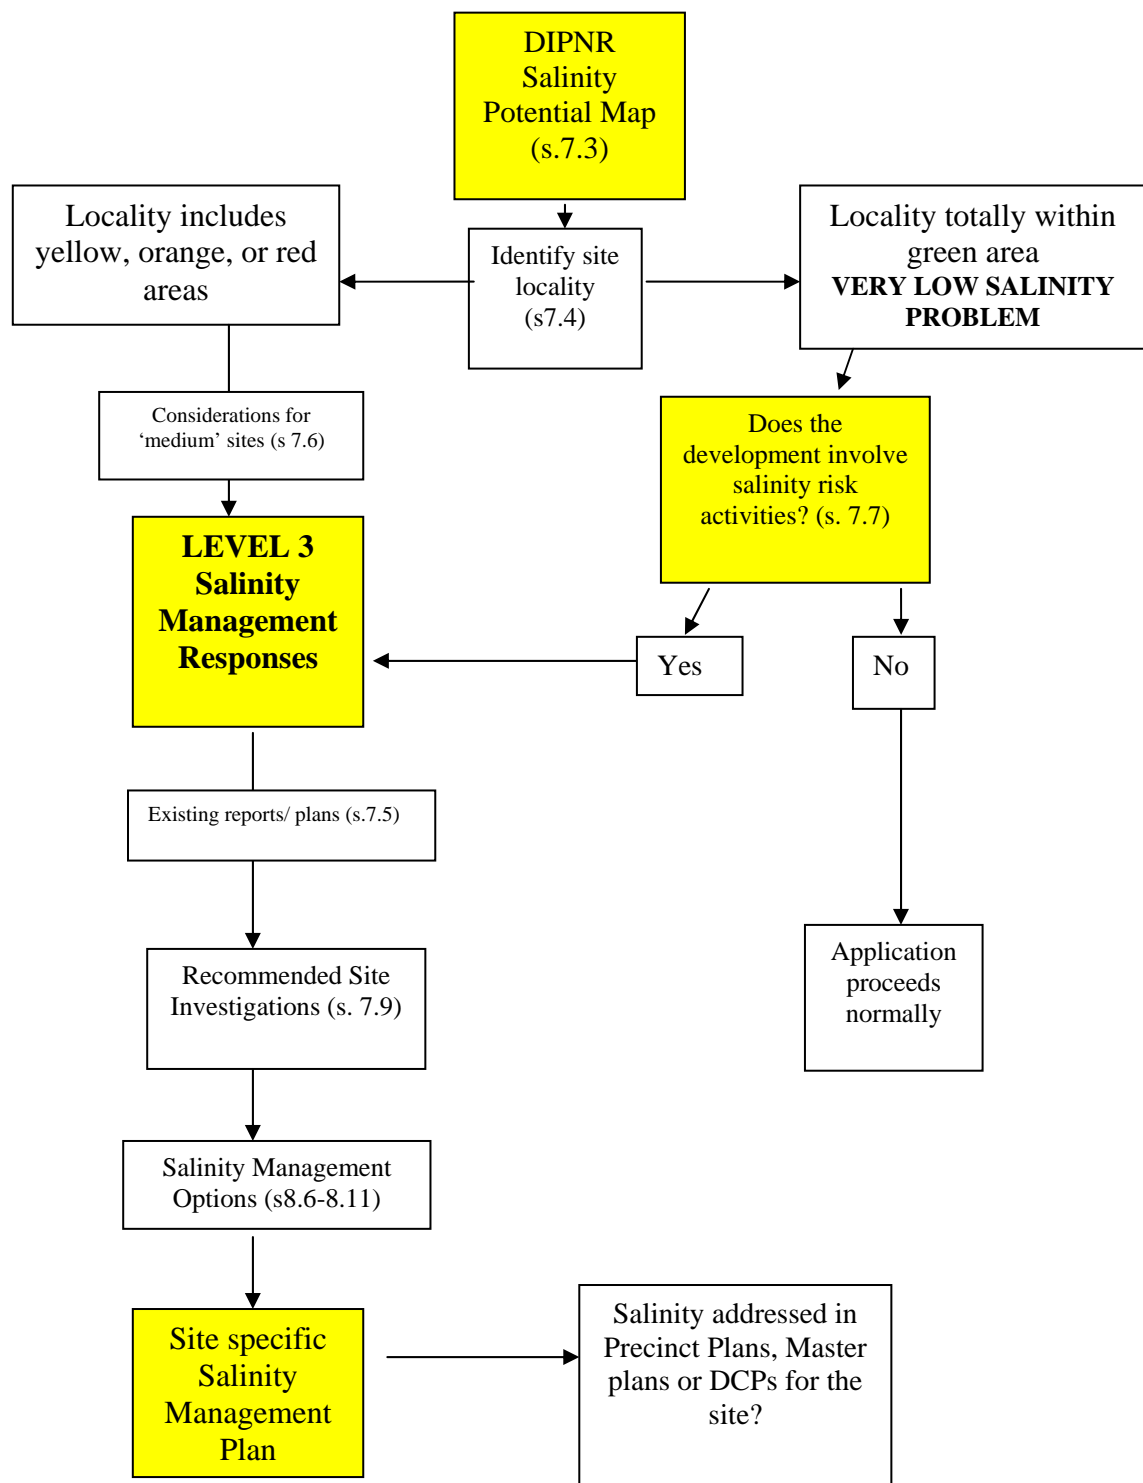 DIPNR
Salinity
Potential Map
(s.7.3)
Locality includes
yellow, orange, or red
areas
Identify site
locality
(s7.4)
Locality totally within
green area
VERY LOW SALINITY
PROBLEM
Considerations for
‘medium’ sites (s 7.6)
Does the
development involve
salinity risk
activities? (s. 7.7)
LEVEL 3
Salinity
Management
Responses
Yes
No
Existing reports/ plans (s.7.5)
Recommended Site
Investigations (s. 7.9)
Application
proceeds
normally
Salinity Management
Options (s8.6-8.11)
Site specific
Salinity
Management
Plan
Salinity addressed in
Precinct Plans, Master
plans or DCPs for the
site?